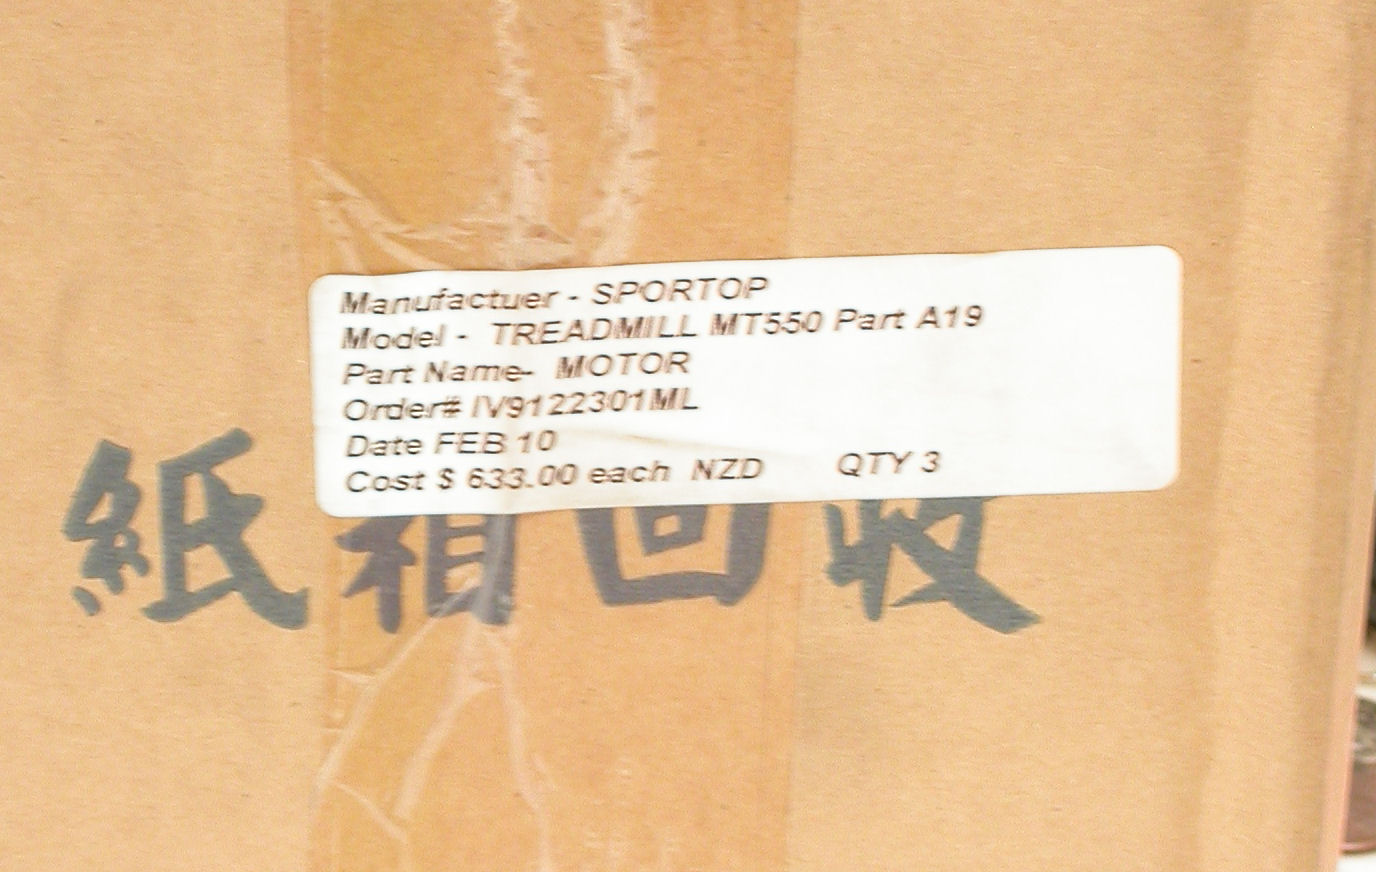 Manufactuer - SPORTOP
Model - TREADMILL MT550 Part A19
Part Name- MOTOR
Order# IV9122301ML
Date FEB 10
Cost $ 633.00 each NZD QTY 3
紙箱回收